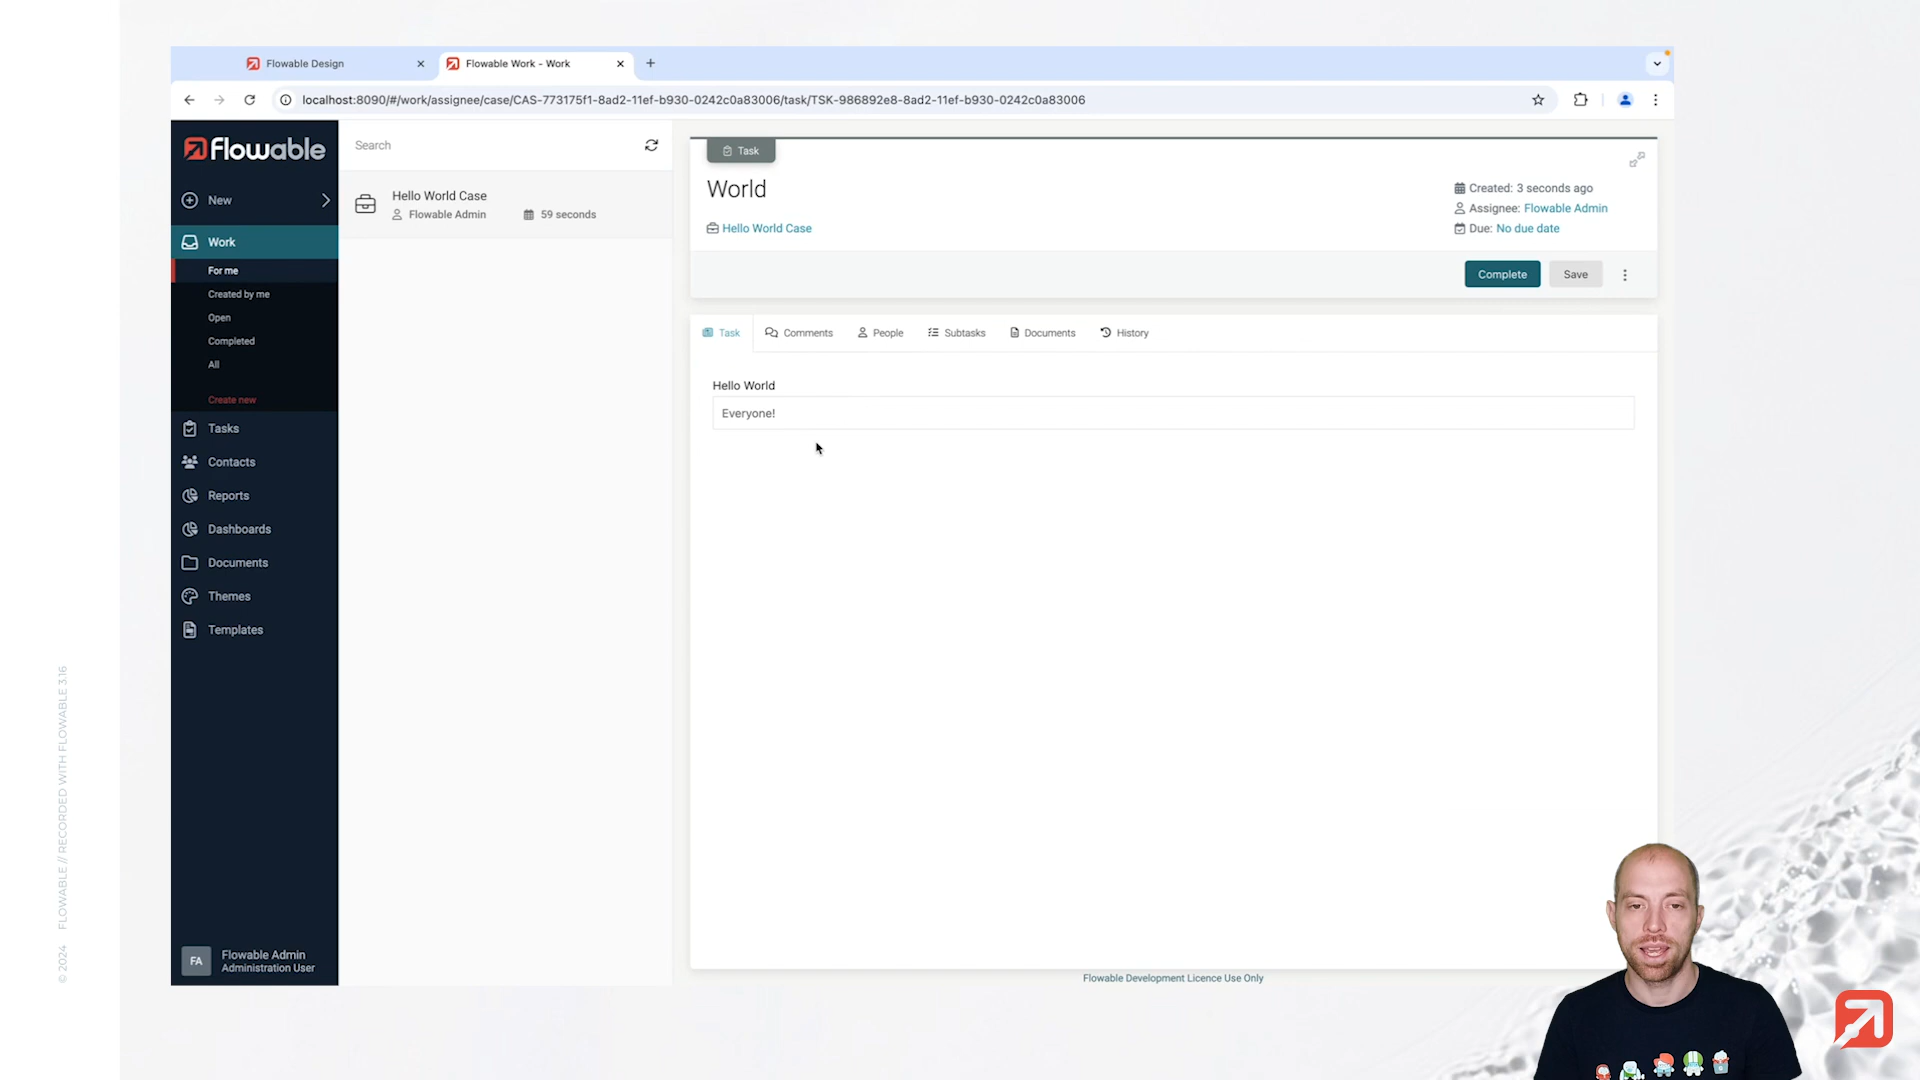 Flowable Design
Flowable Work - Work
localhost:8090/#/work/assignee/case/CAS-773175f1-8ad2-11ef-b930-0242c0a83006/task/TSK-986892e8-8ad2-11ef-b930-0242c0a83006
Flowable
New
Work
For me
Created by me
Open
Completed
All
Create new
Tasks
Contacts
Reports
Dashboards
Documents
Themes
Templates
FA
Flowable Admin
Administration User
Search
Hello World Case
Flowable Admin 59 seconds
Task
World
Hello World Case
Created: 3 seconds ago
Assignee: Flowable Admin
Due: No due date
Complete Save
Task Comments People Subtasks Documents History
Hello World
Everyone!
Flowable Development Licence Use Only
© 2024 FLOWABLE // RECORDED WITH FLOWABLE 3.16